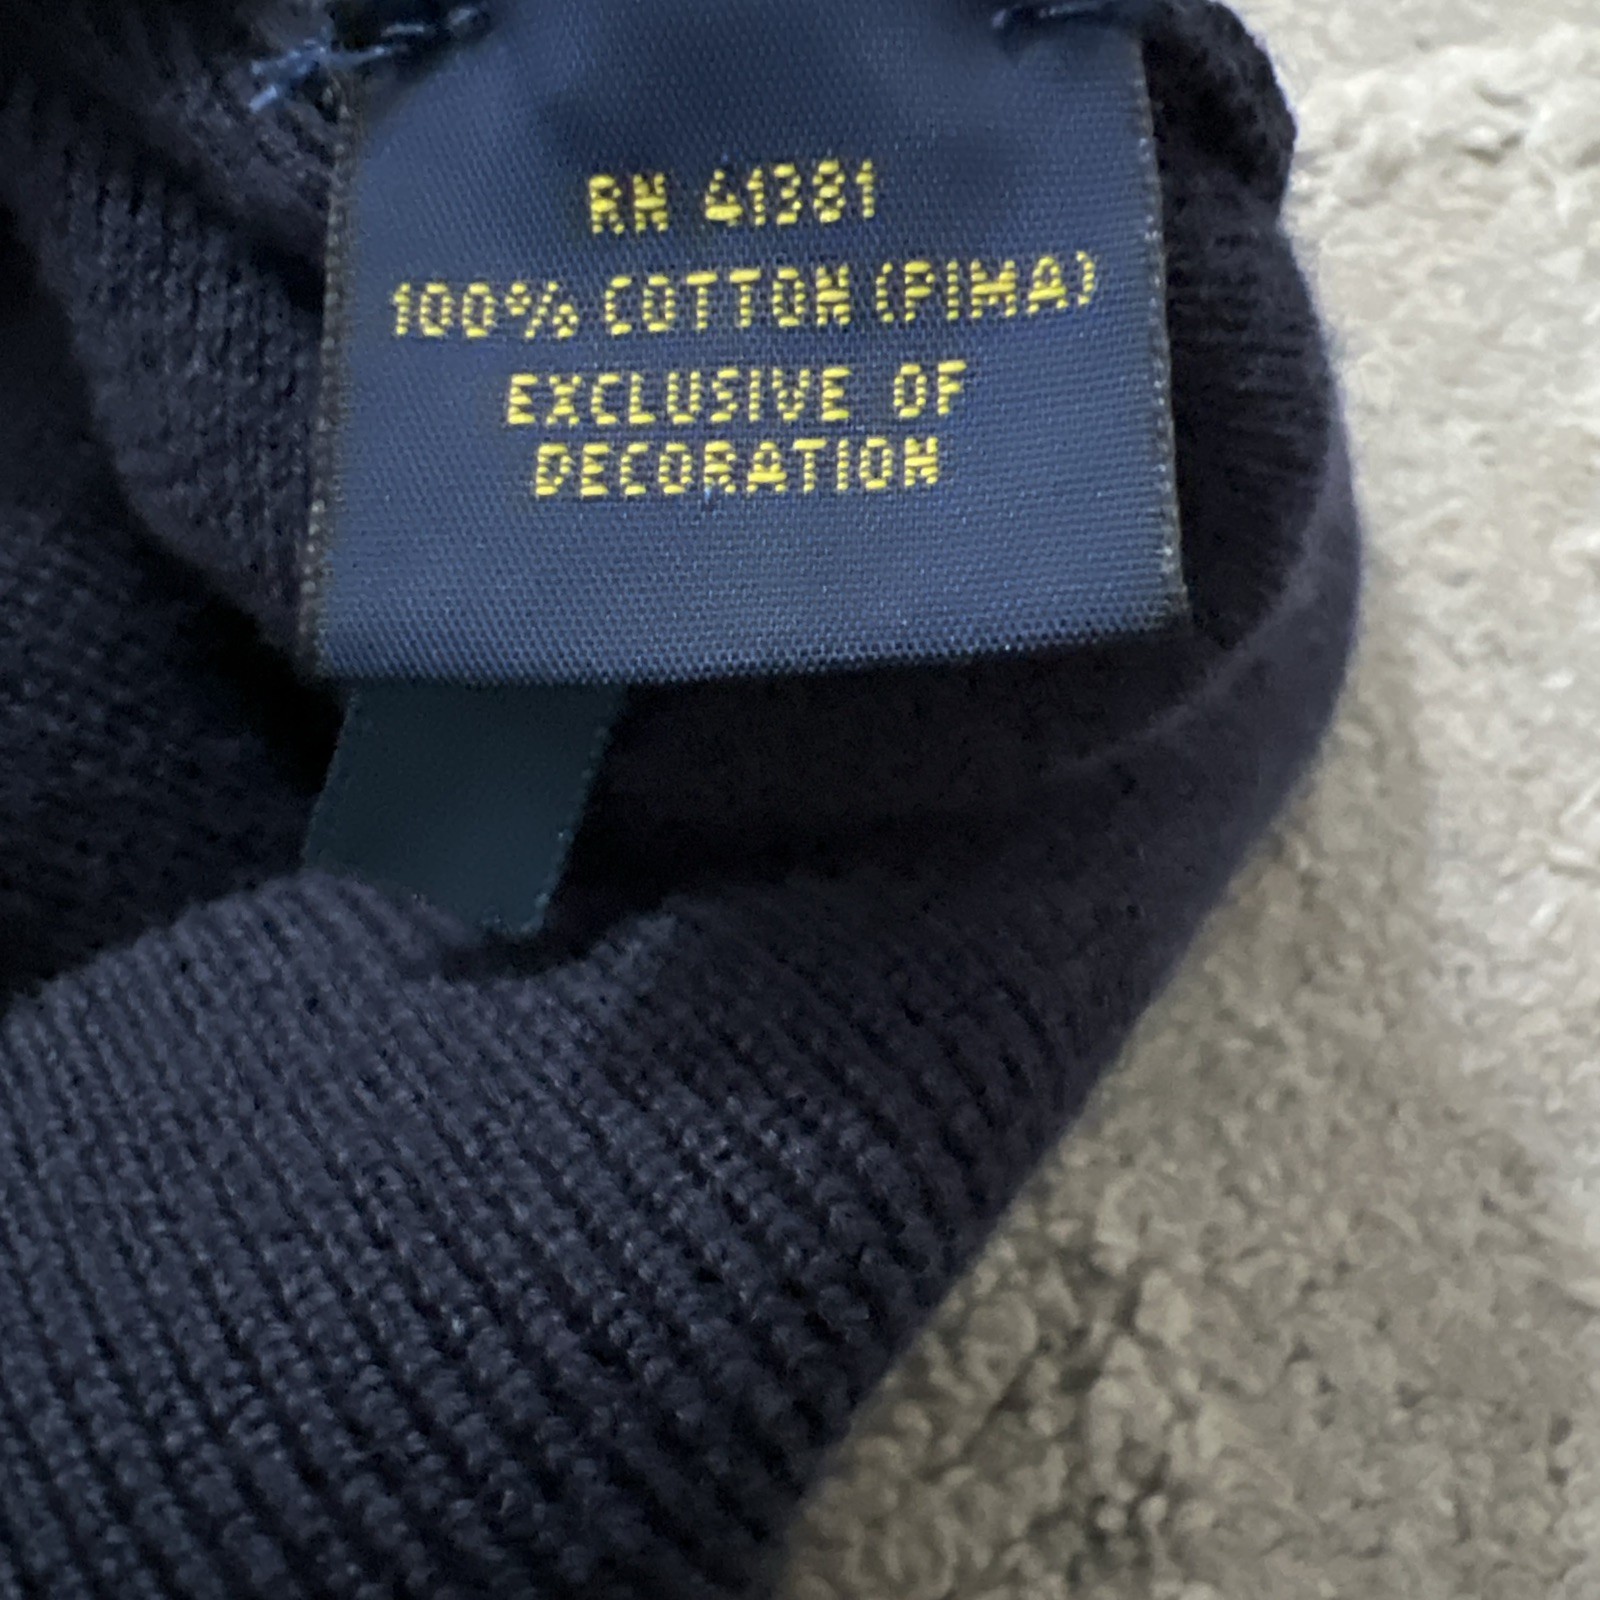 RN 41381
100% COTTON (PIMA)
EXCLUSIVE OF
DECORATION